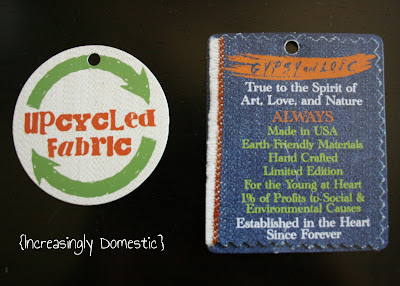 UPCYCLED
FABRIC
GYPSY and LOIC
True to the Spirit of
Art, Love, and Nature
ALWAYS
Made in USA
Earth-Friendly Materials
Hand Crafted
Limited Edition
For the Young at Heart
1% of Profits to Social &
Environmental Causes
Established in the Heart
Since Forever
{Increasingly Domestic}